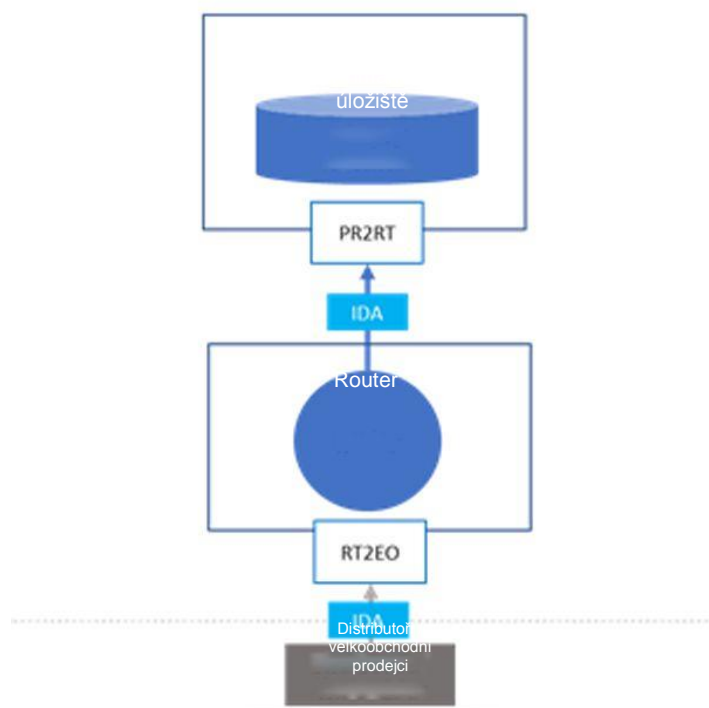 úložiště
PR2RT
IDA
Router
RT2EO
IDA
Distributoři
velkoobchodní
prodejci